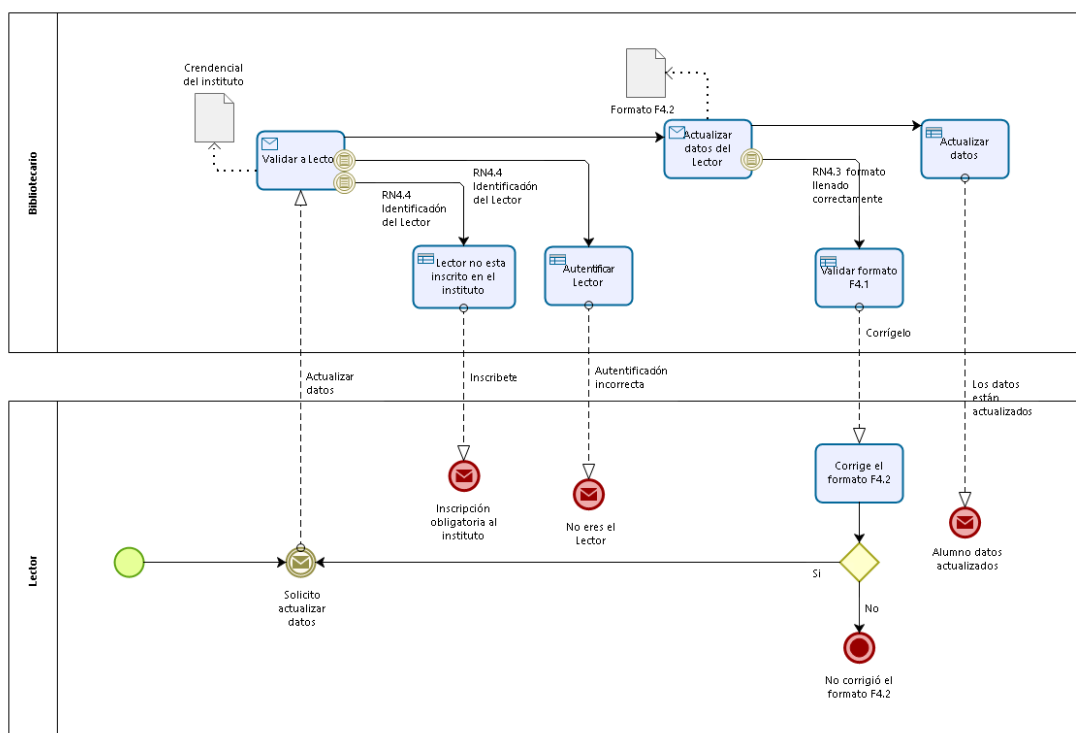 Bibiotecario
Crendencial
del instituto
Formato F4.2
Validar a Lector
Actualizar
datos del
Lector
Actualizar
datos
RN4.4
Identificación
del Lector
RN4.4
Identificación
del Lector
RN4.3 formato
llenado
correctamente
Lector no esta
inscrito en el
instituto
Autentificar
Lector
Validar formato
F4.1
Actualizar
datos
Inscribete
Autentificación
incorrecta
Corrígelo
Los datos
están
actualizados
Lector
Corrige el
formato F4.2
Inscripción
obligatoria al
instituto
No eres el
Lector
Alumno datos
actualizados
Solicito
actualizar
datos
Si
No
No corrigió el
formato F4.2